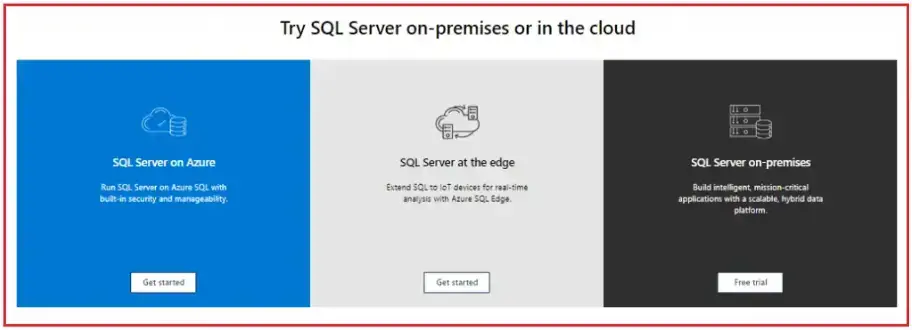 Try SQL Server on-premises or in the cloud
SQL Server on Azure
Run SQL Server on Azure SQL with
built-in security and manageability.
Get started
SQL Server at the edge
Extend SQL to IoT devices for real-time
analysis with Azure SQL Edge.
Get started
SQL Server on-premises
Build intelligent, mission-critical
applications with a scalable, hybrid data
platform.
Free trial